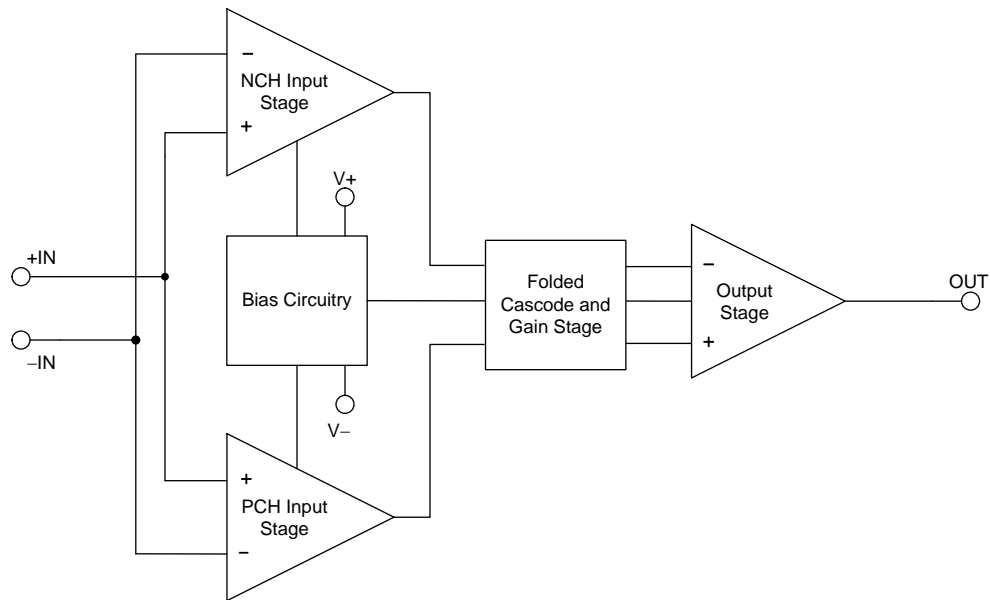 −
NCH Input
Stage
+
V+
+IN
−IN
Bias Circuitry
V−
Folded
Cascode and
Gain Stage
−
Output
Stage
+
OUT
+
PCH Input
Stage
−